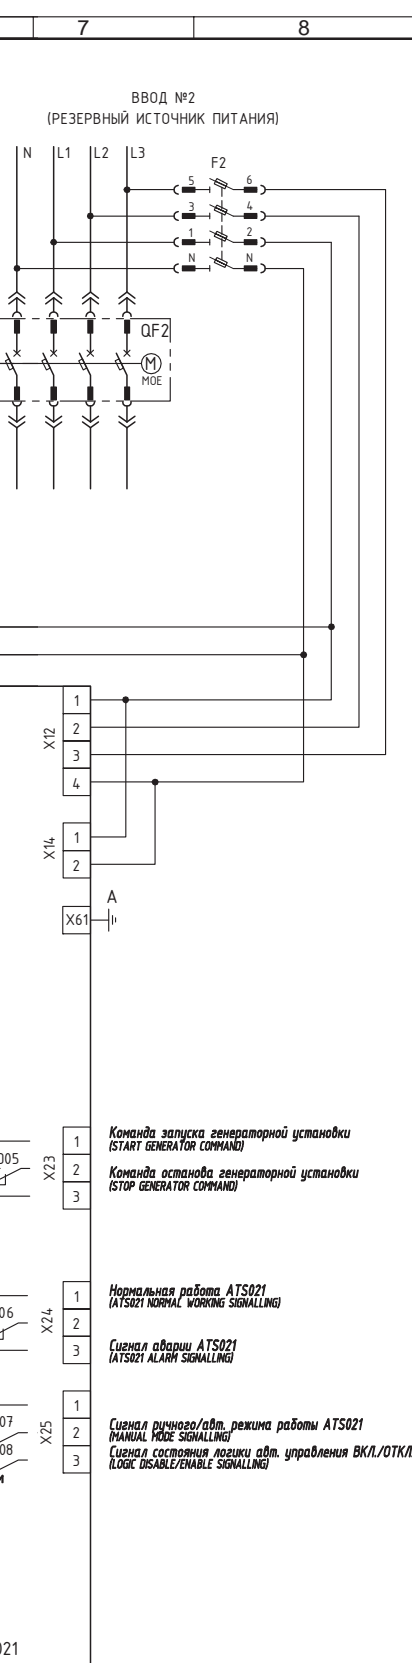 7 8
ВВОД №2
(РЕЗЕРВНЫЙ ИСТОЧНИК ПИТАНИЯ)
N L1 L2 L3
F2
5 6
3 4
1 2
N N
QF2
M
MOE
X12
1
2
3
4
X14
1
2
A
X61
X23
1
Команда запуска генераторной установки
(START GENERATOR COMMAND)
005
2
Команда останова генераторной установки
(STOP GENERATOR COMMAND)
3
X24
1
Нормальная работа ATS021
(ATS021 NORMAL WORKING SIGNALLING)
06
2
3
Сигнал аварии ATS021
(ATS021 ALARM SIGNALLING)
X25
1
07
2
Сигнал ручного/авт. режима работы ATS021
(MANUAL MODE SIGNALLING)
08
3
Сигнал состояния логики авт. управления ВКЛ./ОТКЛ.
(LOGIC DISABLE/ENABLE SIGNALLING)
021